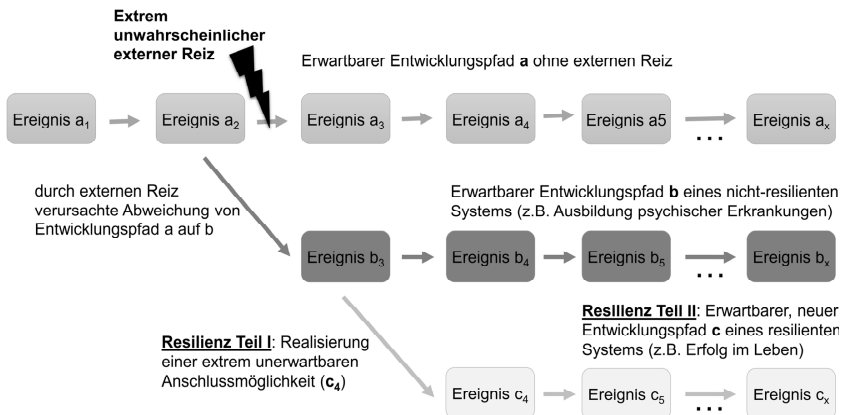 Extrem
unwahrscheinlicher
externer Reiz
Erwartbarer Entwicklungspfad a ohne externen Reiz
Ereignis a₁
Ereignis a₂
Ereignis a₃
Ereignis a₄
Ereignis a5
...
Ereignis aₓ
durch externen Reiz
verursachte Abweichung von
Entwicklungspfad a auf b
Erwartbarer Entwicklungspfad b eines nicht-resilienten
Systems (z.B. Ausbildung psychischer Erkrankungen)
Ereignis b₃
Ereignis b₄
Ereignis b₅
...
Ereignis bₓ
Resilienz Teil I: Realisierung
einer extrem unerwartbaren
Anschlussmöglichkeit (c₄)
Resilienz Teil II: Erwartbarer, neuer
Entwicklungspfad c eines resilienten
Systems (z.B. Erfolg im Leben)
Ereignis c₄
Ereignis c₅
...
Ereignis cₓ